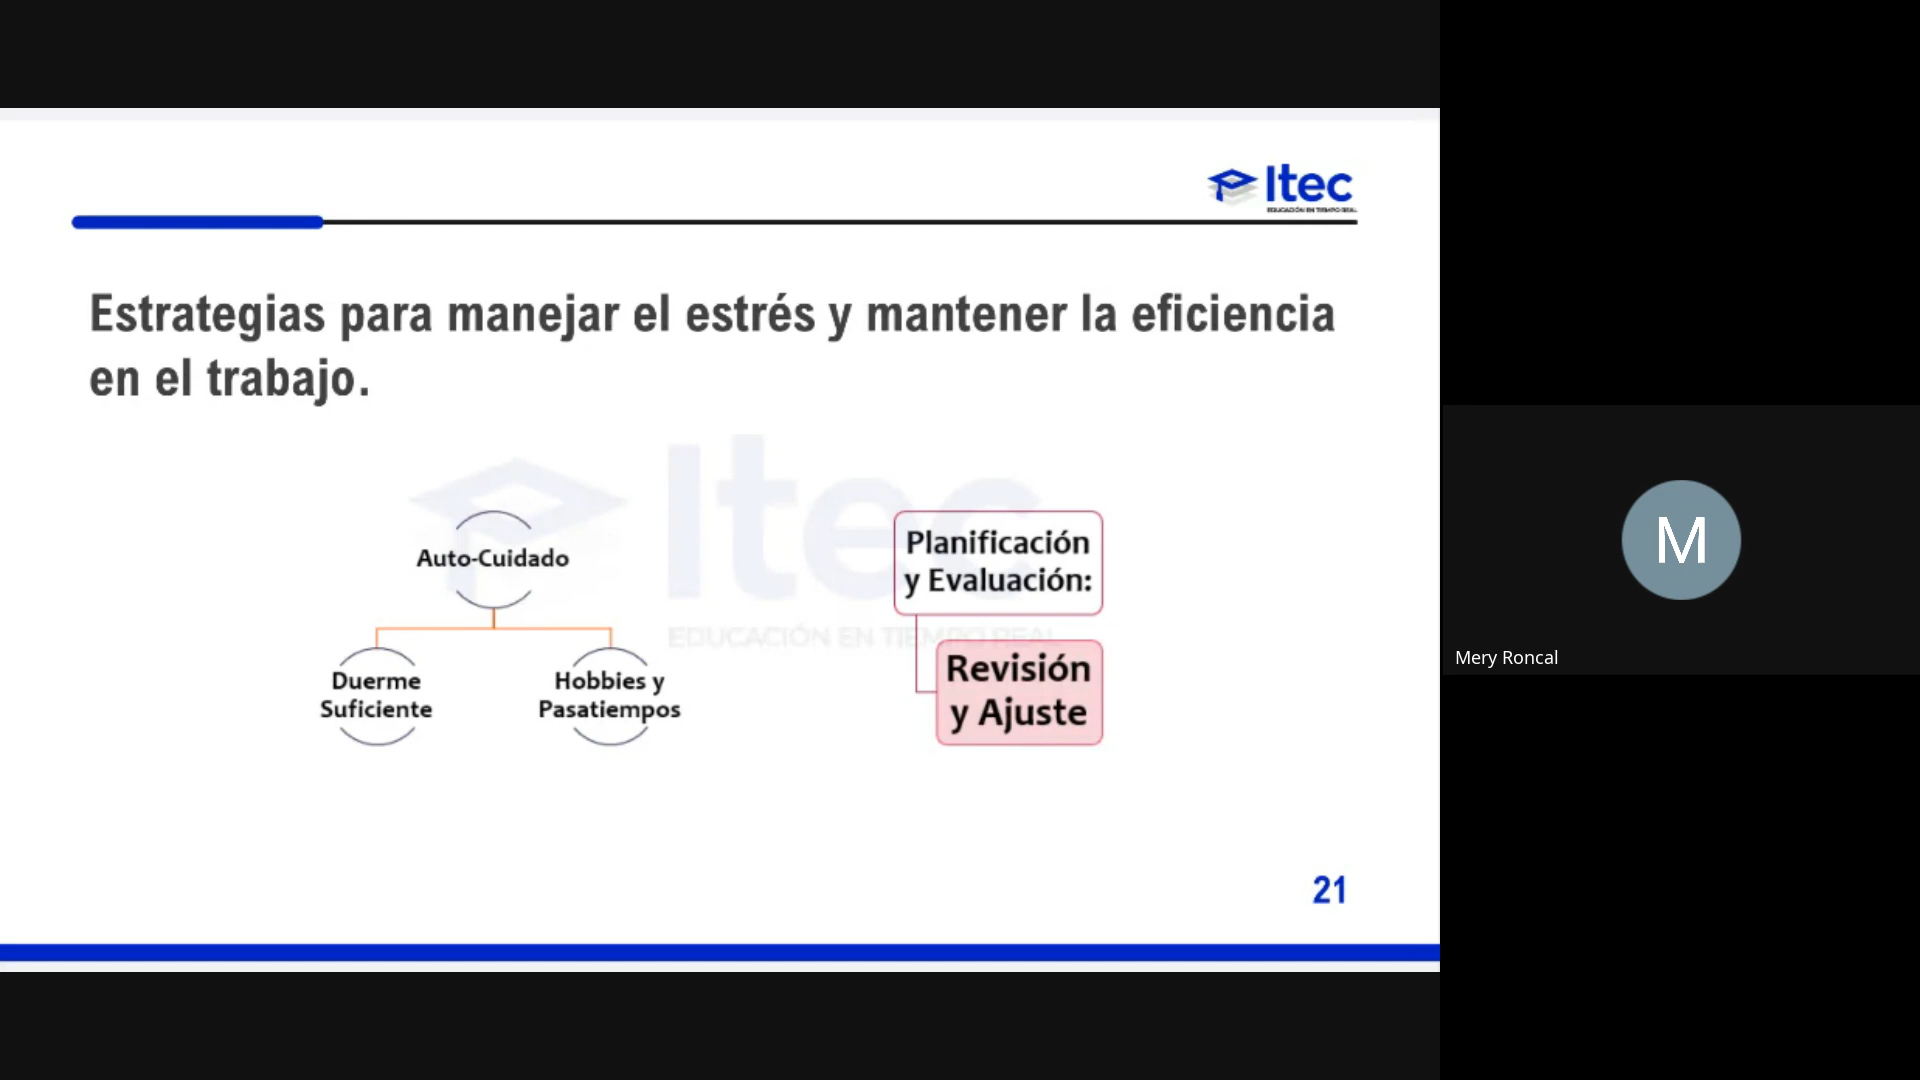 Itec
EDUCACIÓN EN TIEMPO REAL
Estrategias para manejar el estrés y mantener la eficiencia
en el trabajo.
Itec
EDUCACIÓN EN TIEMPO REAL
Auto-Cuidado
Duerme
Suficiente
Hobbies y
Pasatiempos
Planificación
y Evaluación:
Revisión
y Ajuste
21
M
Mery Roncal